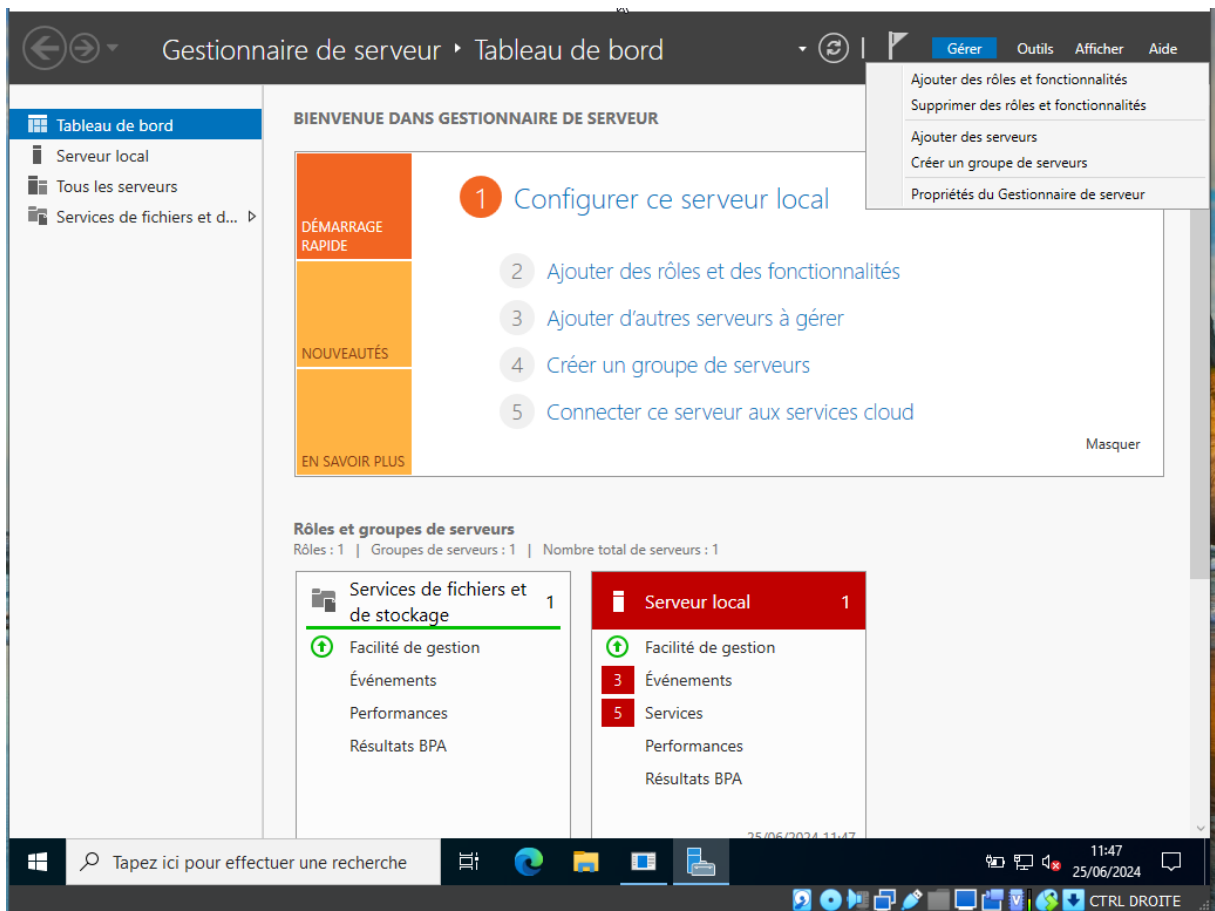 Gestionnaire de serveur ‣ Tableau de bord
Gérer Outils Afficher Aide
Ajouter des rôles et fonctionnalités
Supprimer des rôles et fonctionnalités
Ajouter des serveurs
Créer un groupe de serveurs
Propriétés du Gestionnaire de serveur
Tableau de bord
Serveur local
Tous les serveurs
Services de fichiers et d...
BIENVENUE DANS GESTIONNAIRE DE SERVEUR
DÉMARRAGE
RAPIDE
NOUVEAUTÉS
EN SAVOIR PLUS
1 Configurer ce serveur local
2 Ajouter des rôles et des fonctionnalités
3 Ajouter d’autres serveurs à gérer
4 Créer un groupe de serveurs
5 Connecter ce serveur aux services cloud
Masquer
Rôles et groupes de serveurs
Rôles : 1 | Groupes de serveurs : 1 | Nombre total de serveurs : 1
Services de fichiers et
de stockage
1
Facilité de gestion
Événements
Performances
Résultats BPA
Serveur local 1
Facilité de gestion
3 Événements
5 Services
Performances
Résultats BPA
25/06/2024 11:47
Tapez ici pour effectuer une recherche
11:47
25/06/2024
CTRL DROITE